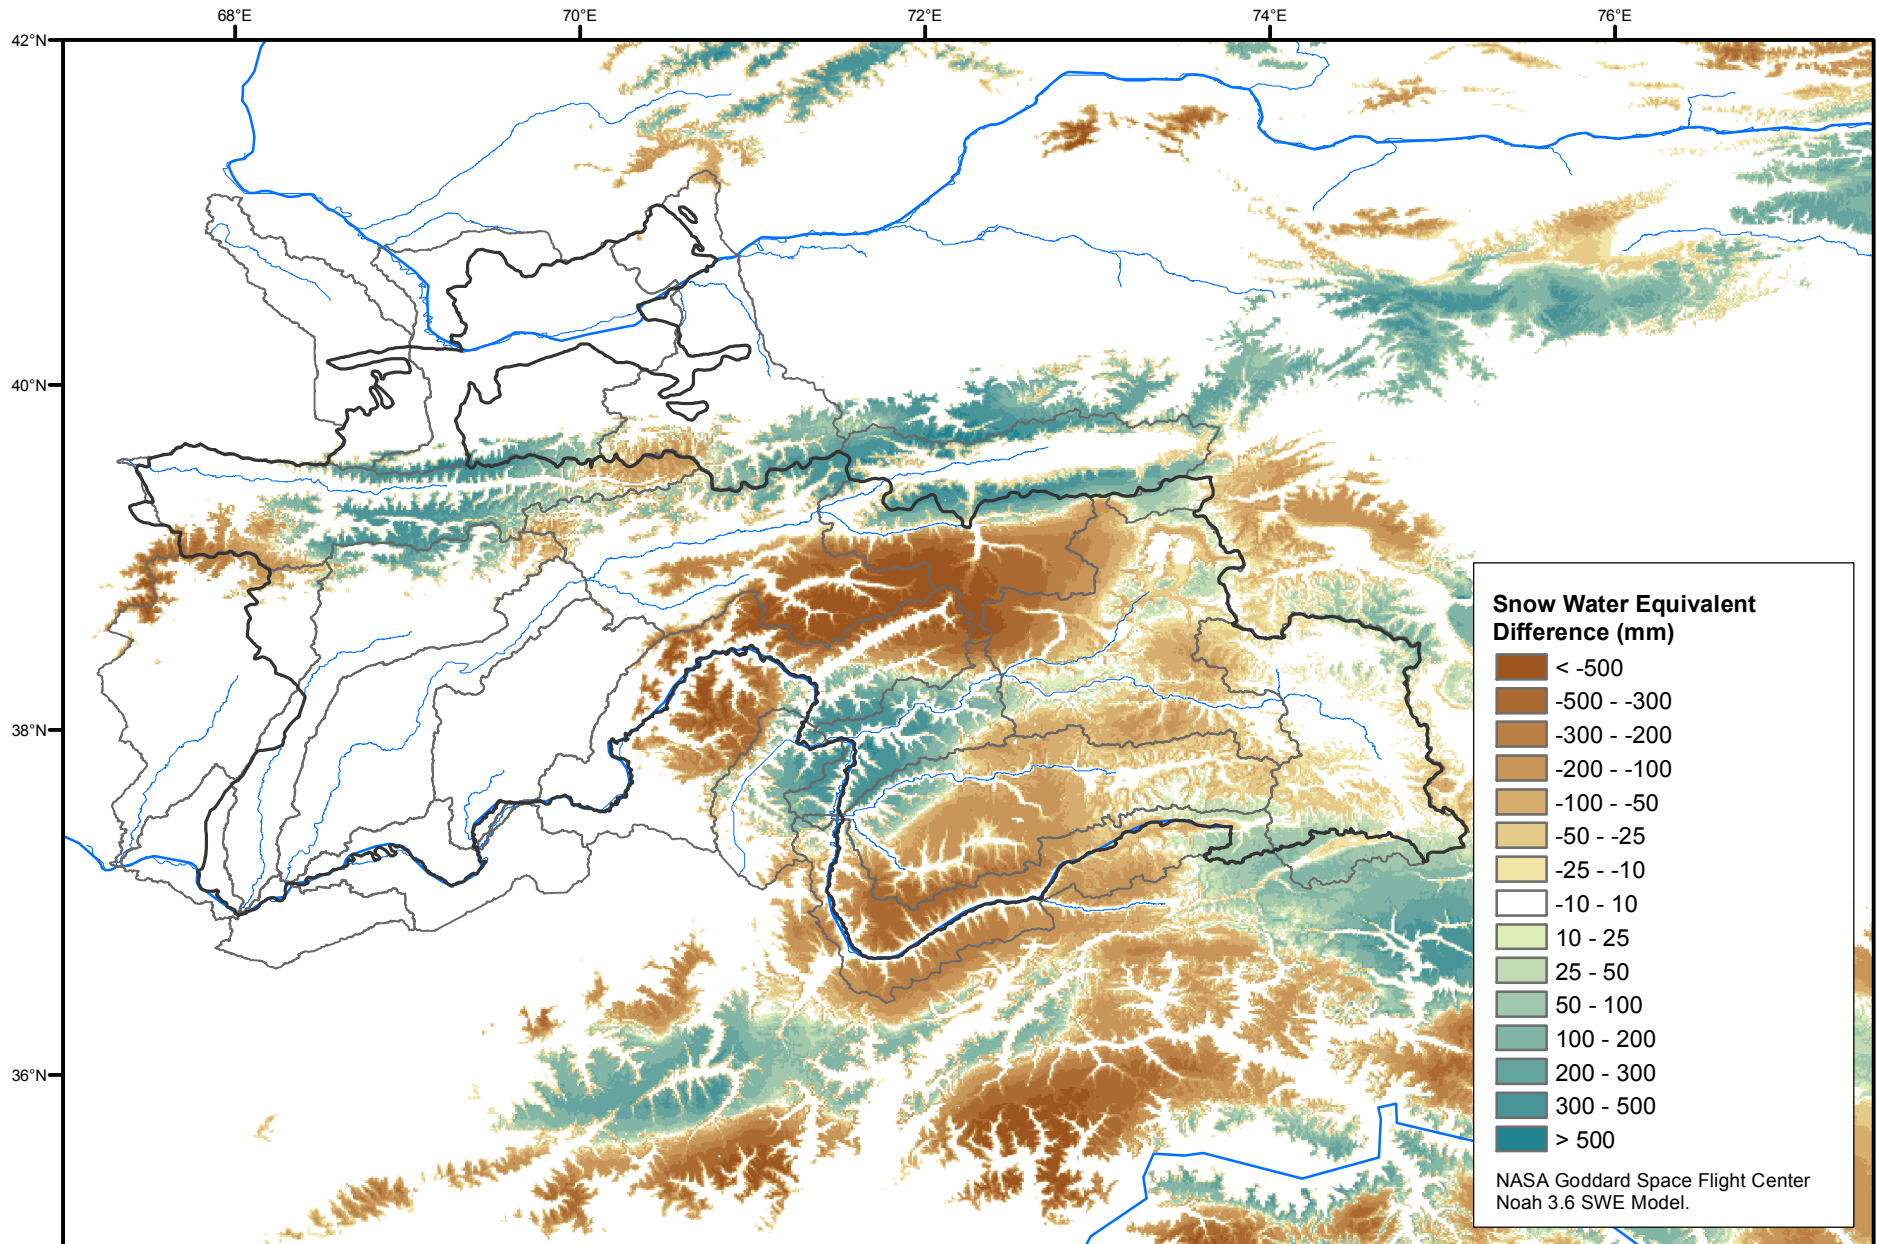 68°E
70°E
72°E
74°E
76°E
42°N
40°N
38°N
36°N
Snow Water Equivalent
Difference (mm)
< -500
-500 - -300
-300 - -200
-200 - -100
-100 - -50
-50 - -25
-25 - -10
-10 - 10
10 - 25
25 - 50
50 - 100
100 - 200
200 - 300
300 - 500
> 500
NASA Goddard Space Flight Center
Noah 3.6 SWE Model.